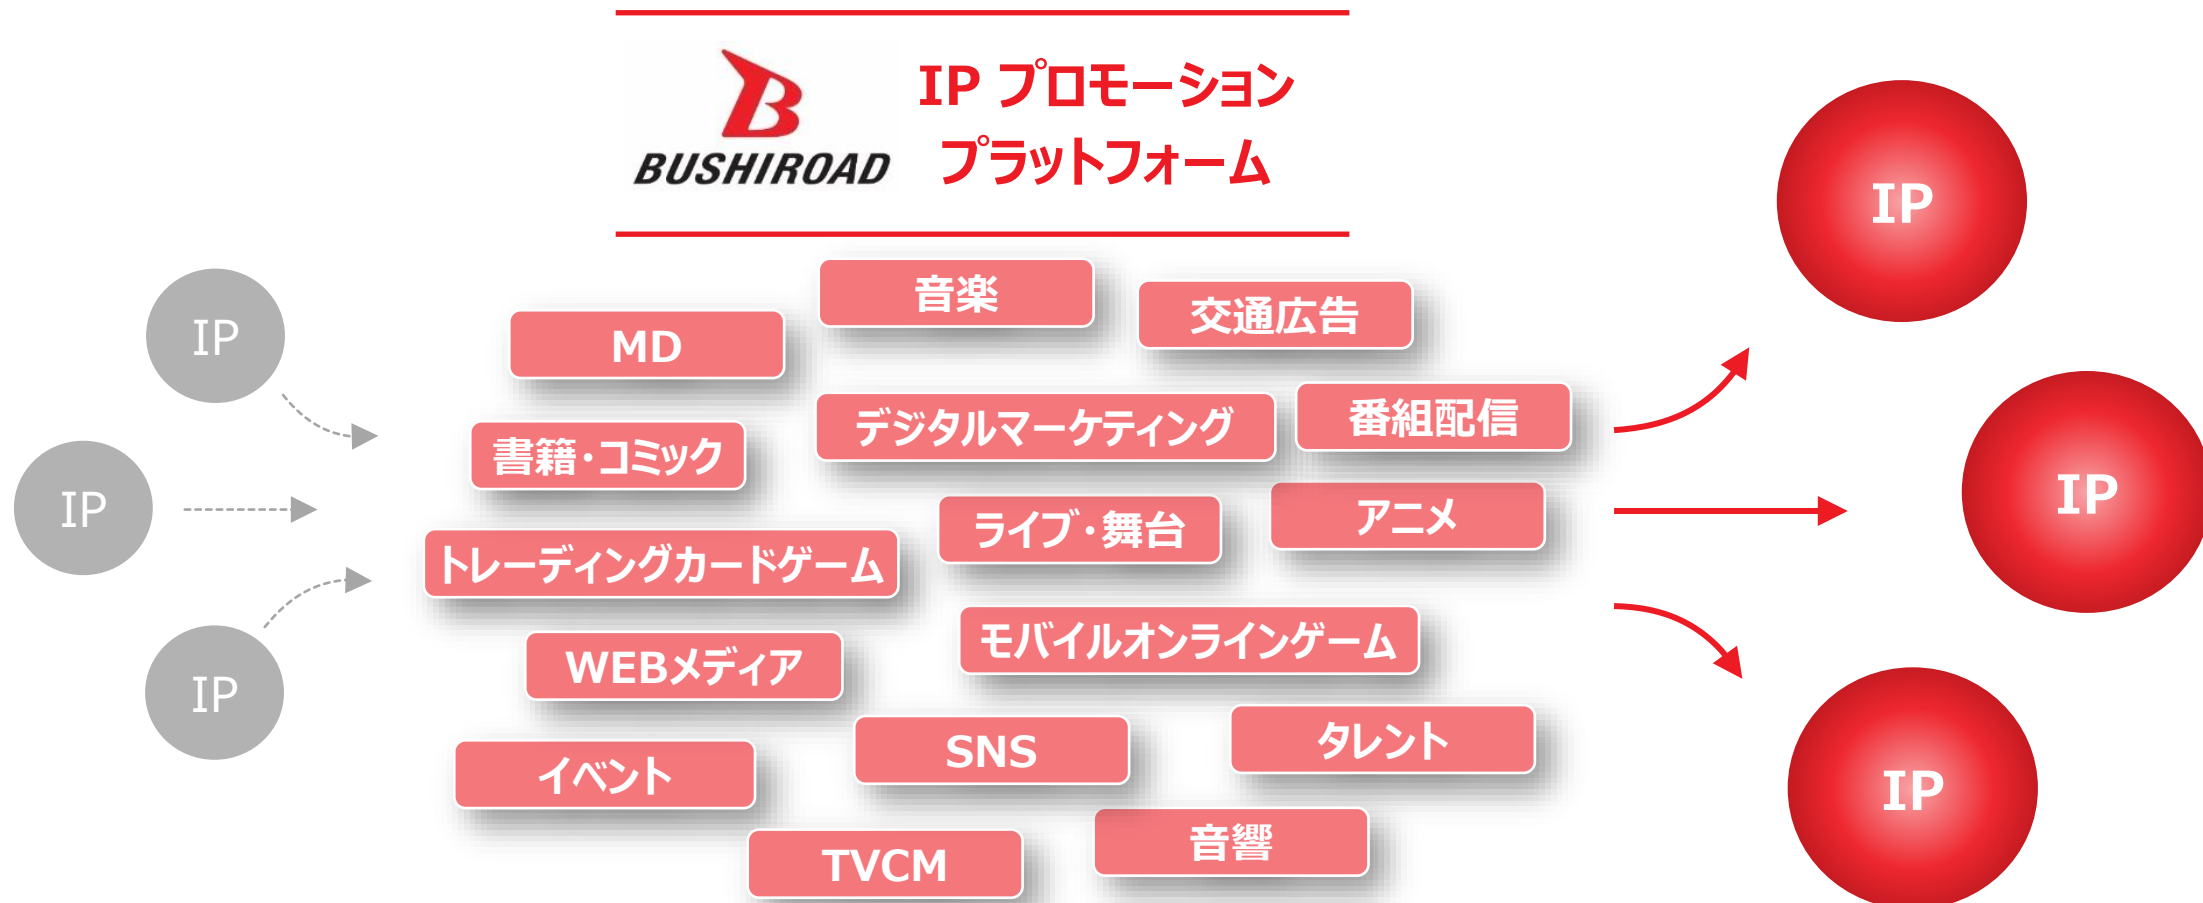 IP プロモーション
プラットフォーム
BUSHIROAD
IP
IP
IP
音楽
交通広告
MD
番組配信
デジタルマーケティング
書籍・コミック
アニメ
ライブ・舞台
トレーディングカードゲーム
モバイルオンラインゲーム
WEBメディア
タレント
SNS
イベント
音響
TVCM
IP
IP
IP